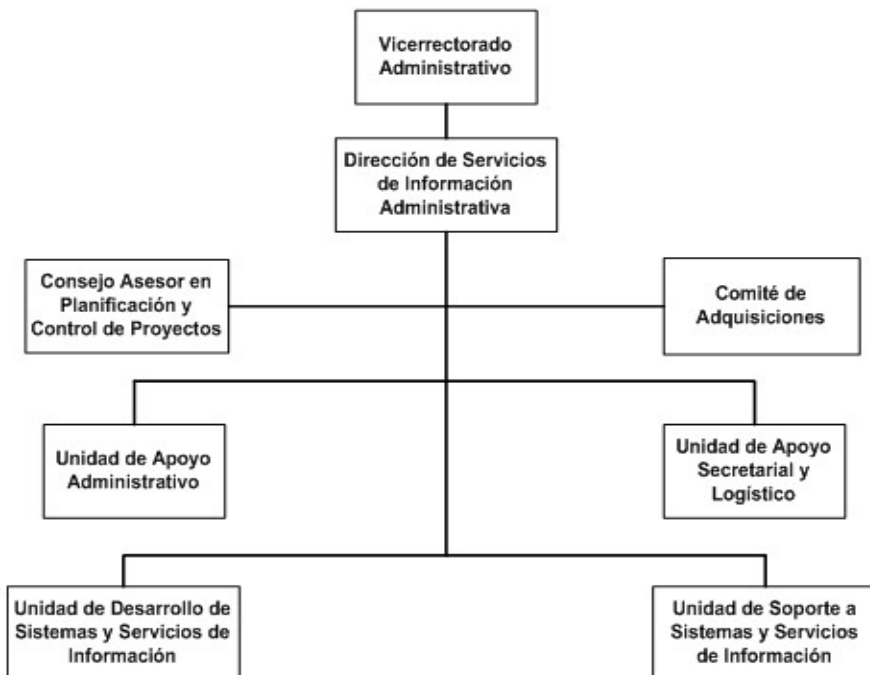 Vicerrectorado
Administrativo
Dirección de Servicios
de Información
Administrativa
Consejo Asesor en
Planificación y
Control de Proyectos
Comité de
Adquisiciones
Unidad de Apoyo
Administrativo
Unidad de Apoyo
Secretarial y
Logístico
Unidad de Desarrollo de
Sistemas y Servicios de
Información
Unidad de Soporte a
Sistemas y Servicios
de Información